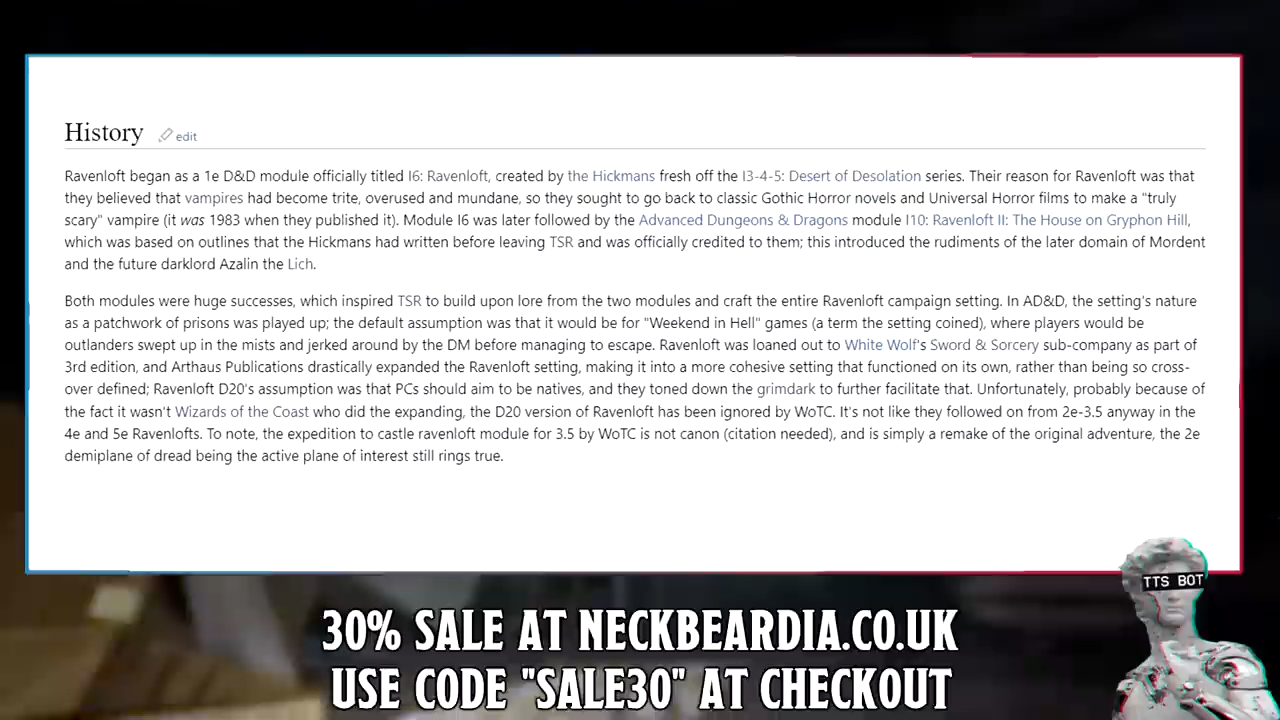 History edit
Ravenloft began as a 1e D&D module officially titled I6: Ravenloft, created by the Hickmans fresh off the I3-4-5: Desert of Desolation series. Their reason for Ravenloft was that
they believed that vampires had become trite, overused and mundane, so they sought to go back to classic Gothic Horror novels and Universal Horror films to make a "truly
scary" vampire (it was 1983 when they published it). Module I6 was later followed by the Advanced Dungeons & Dragons module I10: Ravenloft II: The House on Gryphon Hill,
which was based on outlines that the Hickmans had written before leaving TSR and was officially credited to them; this introduced the rudiments of the later domain of Mordent
and the future darklord Azalin the Lich.
Both modules were huge successes, which inspired TSR to build upon lore from the two modules and craft the entire Ravenloft campaign setting. In AD&D, the setting's nature
as a patchwork of prisons was played up; the default assumption was that it would be for "Weekend in Hell" games (a term the setting coined), where players would be
outlanders swept up in the mists and jerked around by the DM before managing to escape. Ravenloft was loaned out to White Wolf's Sword & Sorcery sub-company as part of
3rd edition, and Arthaus Publications drastically expanded the Ravenloft setting, making it into a more cohesive setting that functioned on its own, rather than being so cross-
over defined; Ravenloft D20's assumption was that PCs should aim to be natives, and they toned down the grimdark to further facilitate that. Unfortunately, probably because of
the fact it wasn't Wizards of the Coast who did the expanding, the D20 version of Ravenloft has been ignored by WoTC. It's not like they followed on from 2e-3.5 anyway in the
4e and 5e Ravenlofts. To note, the expedition to castle ravenloft module for 3.5 by WoTC is not canon (citation needed), and is simply a remake of the original adventure, the 2e
demiplane of dread being the active plane of interest still rings true.
TTS BOT
30% SALE AT NECKBEARDIA.CO.UK
USE CODE "SALE30" AT CHECKOUT